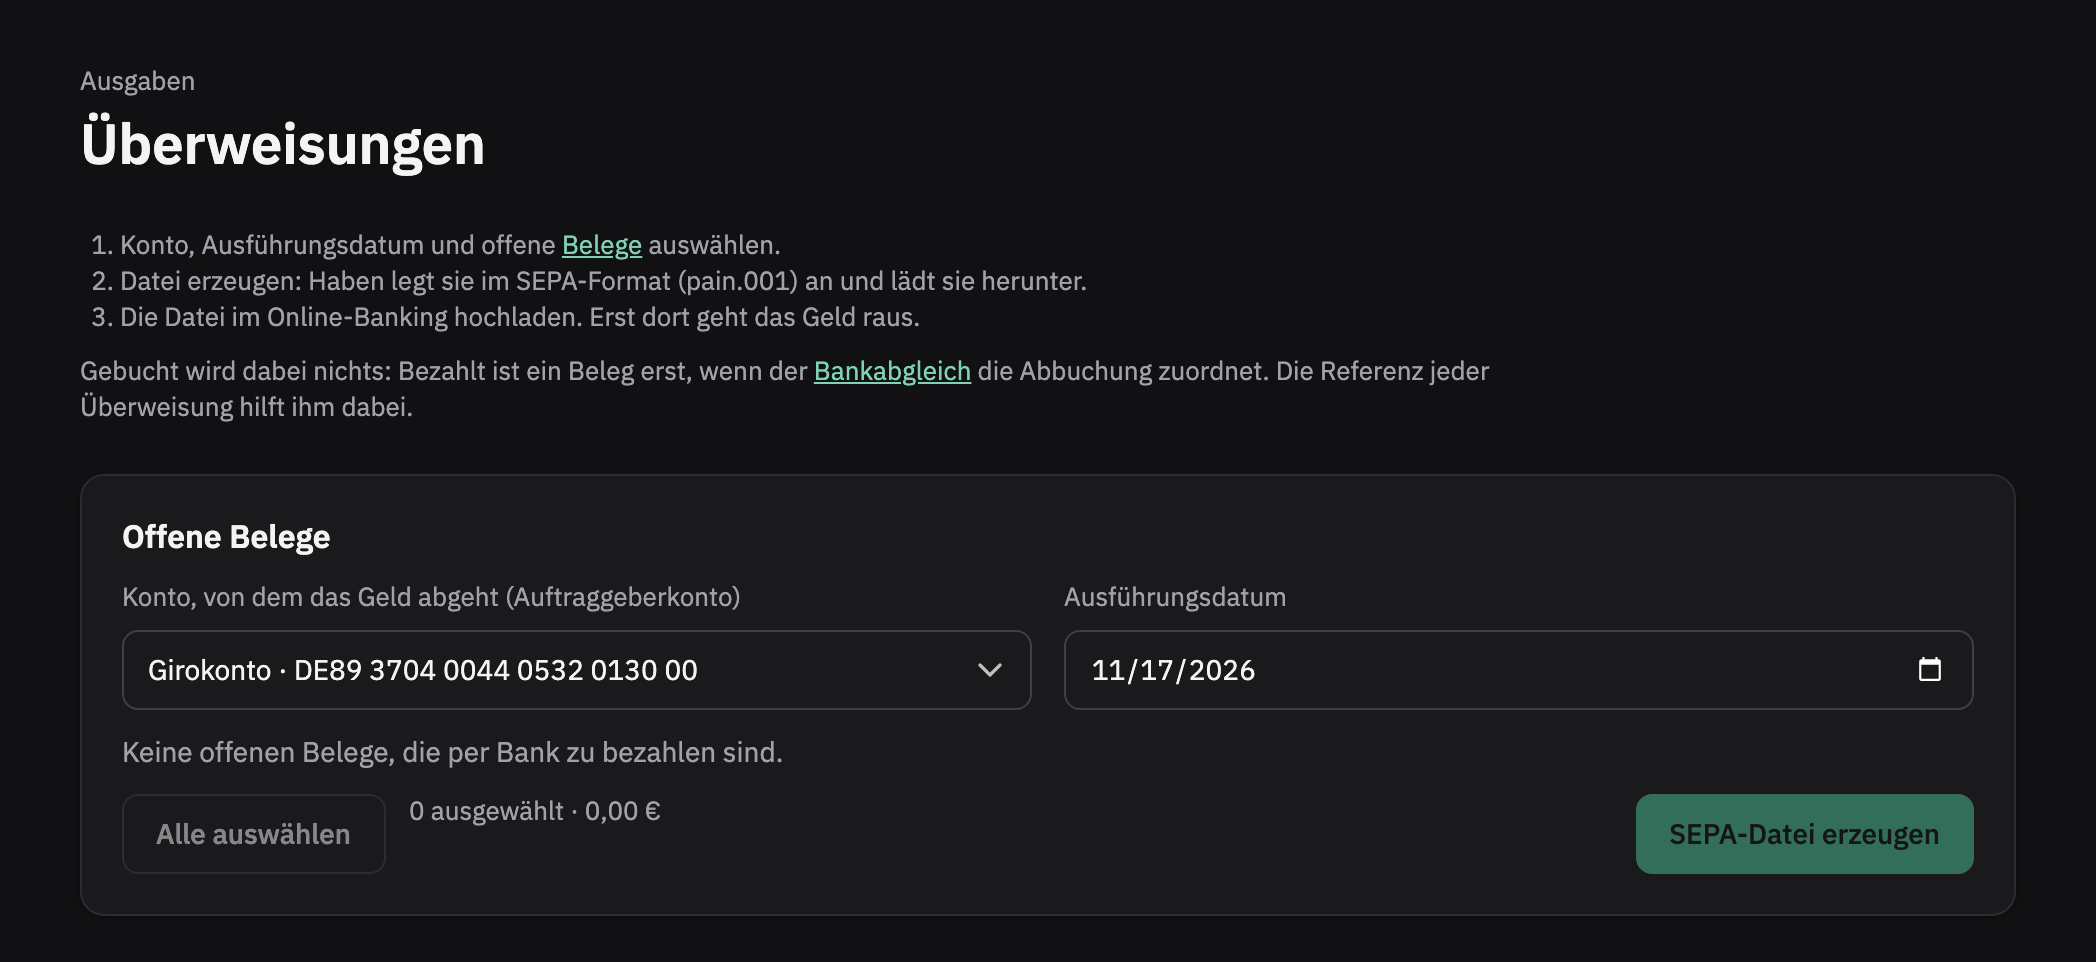 Ausgaben
Überweisungen
1. Konto, Ausführungsdatum und offene Belege auswählen.
2. Datei erzeugen: Haben legt sie im SEPA-Format (pain.001) an und lädt sie herunter.
3. Die Datei im Online-Banking hochladen. Erst dort geht das Geld raus.
Gebucht wird dabei nichts: Bezahlt ist ein Beleg erst, wenn der Bankabgleich die Abbuchung zuordnet. Die Referenz jeder
Überweisung hilft ihm dabei.
Offene Belege
Konto, von dem das Geld abgeht (Auftraggeberkonto)
Ausführungsdatum
Girokonto · DE89 3704 0044 0532 0130 00
11/17/2026
Keine offenen Belege, die per Bank zu bezahlen sind.
Alle auswählen
0 ausgewählt · 0,00 €
SEPA-Datei erzeugen